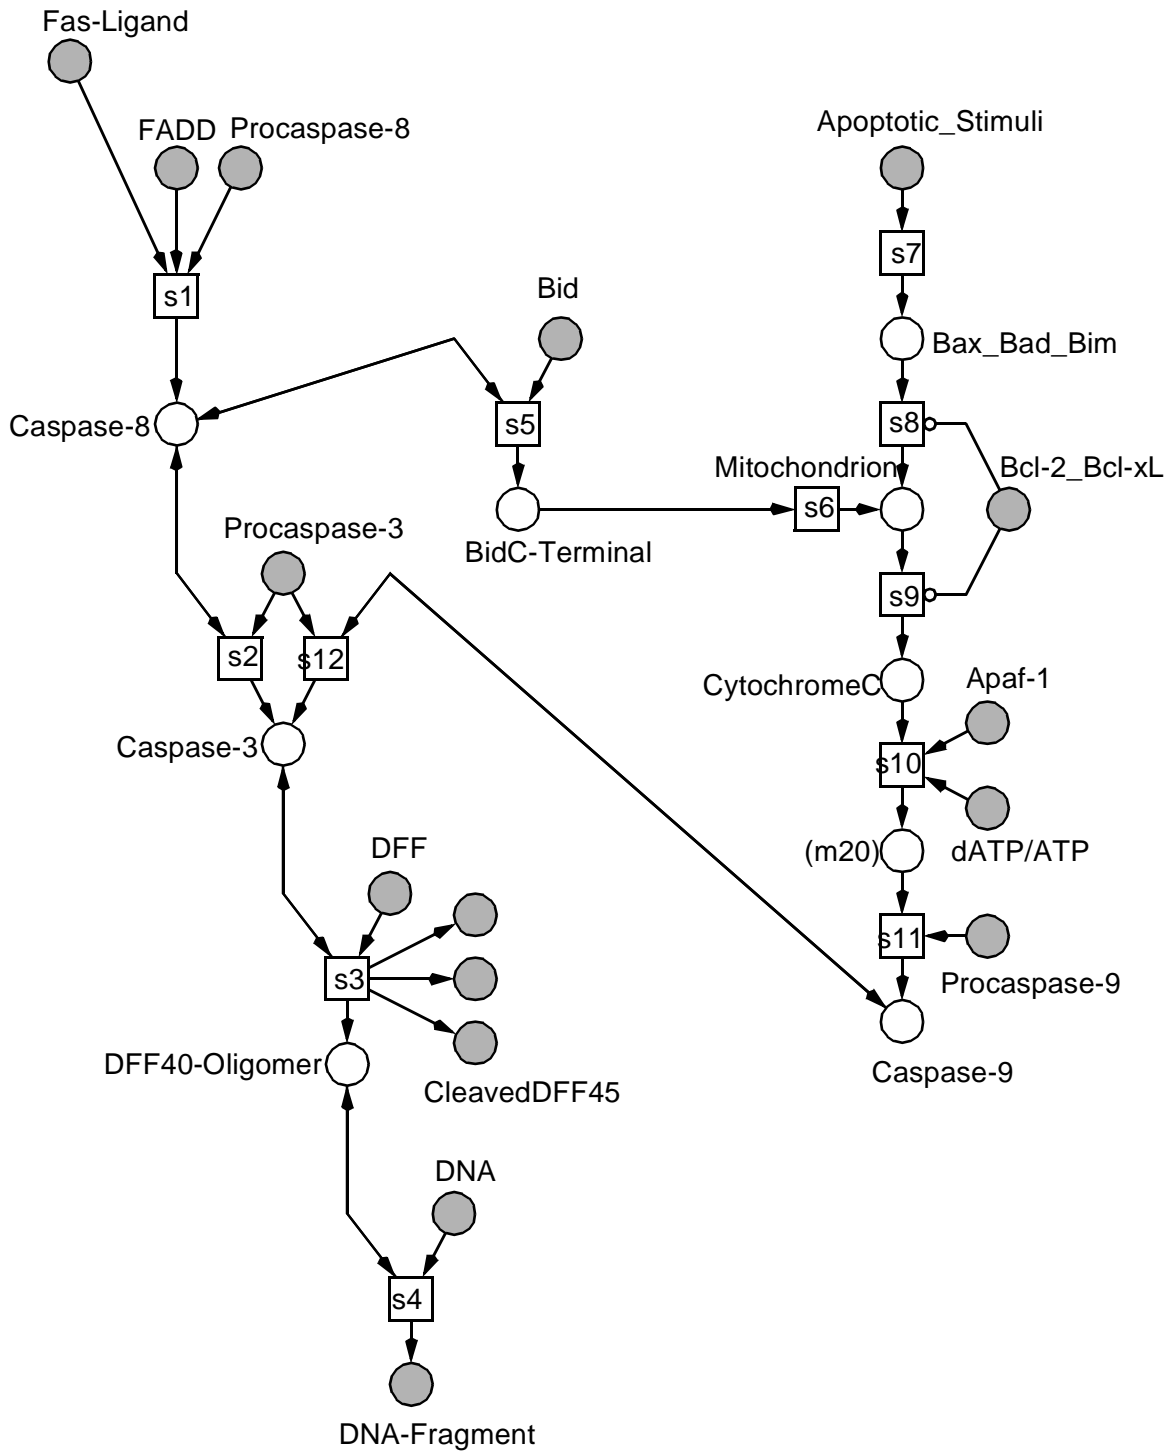 Fas-Ligand
FADD
Procaspase-8
Apoptotic_Stimuli
s7
s1
Bid
Bax_Bad_Bim
Caspase-8
s5
s8
Mitochondrion
Bcl-2_Bcl-xL
s6
Procaspase-3
BidC-Terminal
s9
s2
s12
CytochromeC
Apaf-1
Caspase-3
s10
DFF
(m20)
dATP/ATP
s11
s3
Procaspase-9
DFF40-Oligomer
CleavedDFF45
Caspase-9
DNA
s4
DNA-Fragment